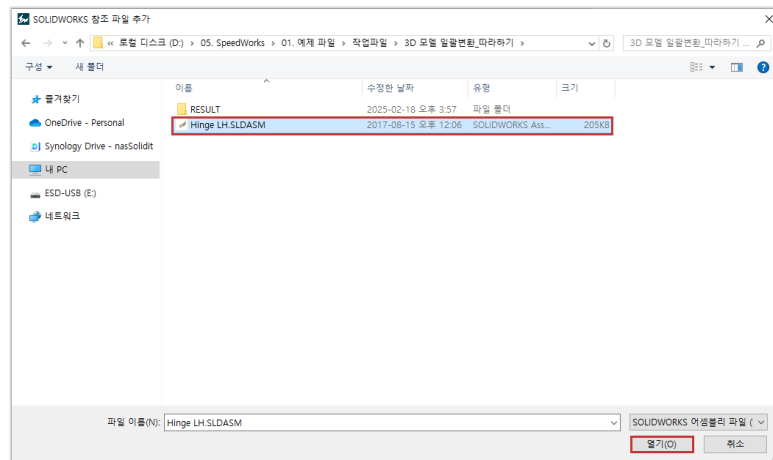 SOLIDWORKS 참조 파일 추가
« 로컬 디스크 (D:) › 05. SpeedWorks › 01. 예제 파일 › 작업파일 › 3D 모델 일괄변환_따라하기 ›
3D 모델 일괄변환_따라하기 ...
구성 새 폴더
이름 수정한 날짜 유형 크기
즐겨찾기
RESULT 2025-02-18 오후 3:57 파일 폴더
OneDrive - Personal
Hinge LH.SLDASM 2017-08-15 오후 12:06 SOLIDWORKS Ass... 205KB
Synology Drive - nasSolidit
내 PC
ESD-USB (E:)
네트워크
파일 이름(N): Hinge LH.SLDASM
SOLIDWORKS 어셈블리 파일 (
열기(O) 취소